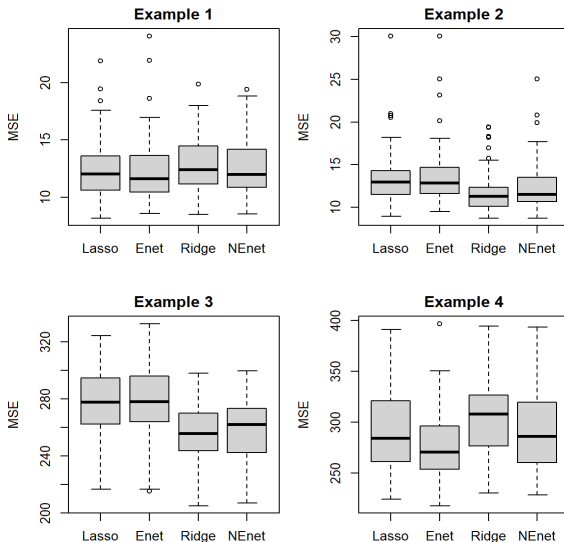 Example 1
MSE
20
15
10
Lasso Enet Ridge NEnet
Example 2
MSE
30
25
20
15
10
Lasso Enet Ridge NEnet
Example 3
MSE
320
280
240
200
Lasso Enet Ridge NEnet
Example 4
MSE
400
350
300
250
Lasso Enet Ridge NEnet